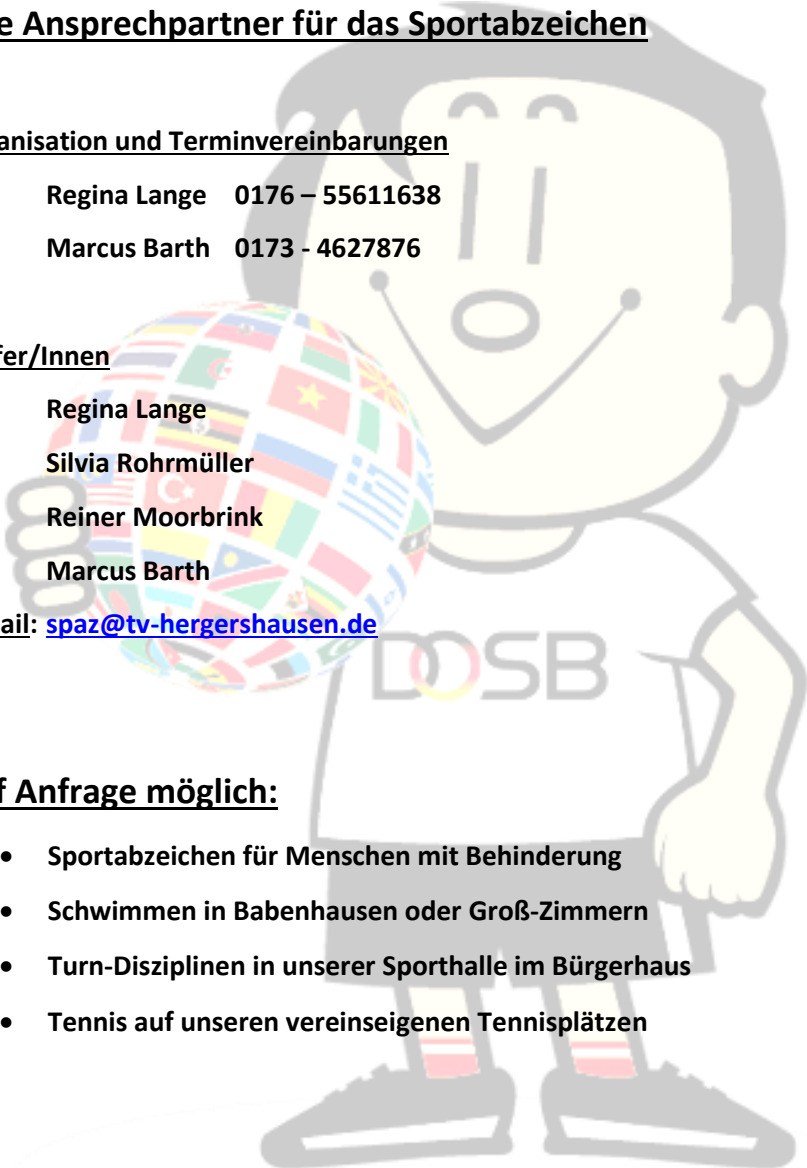 e Ansprechpartner für das Sportabzeichen
anisation und Terminvereinbarungen
Regina Lange 0176 – 55611638
Marcus Barth 0173 - 4627876
fer/Innen
Regina Lange
Silvia Rohrmüller
Reiner Moorbrink
Marcus Barth
ail: spaz@tv-hergershausen.de
DOSB
f Anfrage möglich:
• Sportabzeichen für Menschen mit Behinderung
• Schwimmen in Babenhausen oder Groß-Zimmern
• Turn-Disziplinen in unserer Sporthalle im Bürgerhaus
• Tennis auf unseren vereinseigenen Tennisplätzen